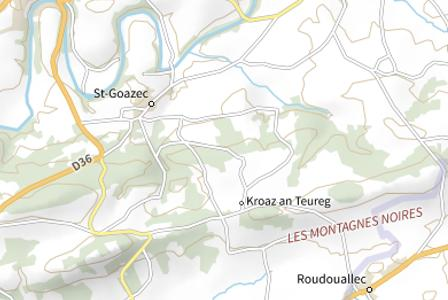 St-Goazec
D36
Kroaz an Teureg
LES MONTAGNES NOIRES
Roudouallec